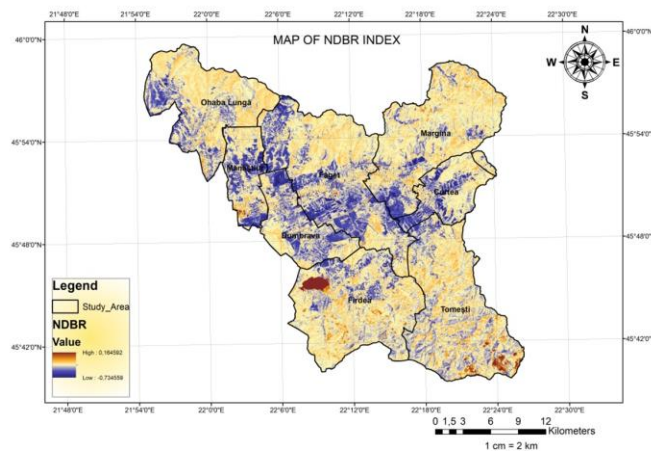 21°48'0"E 21°54'0"E 22°0'0"E 22°6'0"E 22°12'0"E 22°18'0"E 22°24'0"E 22°30'0"E
46°0'0"N
46°0'0"N
MAP OF NDBR INDEX
N
W E
S
Ohaba Lungă
Margina
45°54'0"N
45°54'0"N
Făget
Curtea
45°48'0"N
45°48'0"N
Dumbrava
Legend
Study_Area
NDBR
Value
High : 0,164592
Low : -0,734559
Fîrdea
Tomești
45°42'0"N
45°42'0"N
21°48'0"E 21°54'0"E 22°0'0"E 22°6'0"E 22°12'0"E 22°18'0"E 22°24'0"E 22°30'0"E
0 1,5 3 6 9 12
Kilometers
1 cm = 2 km